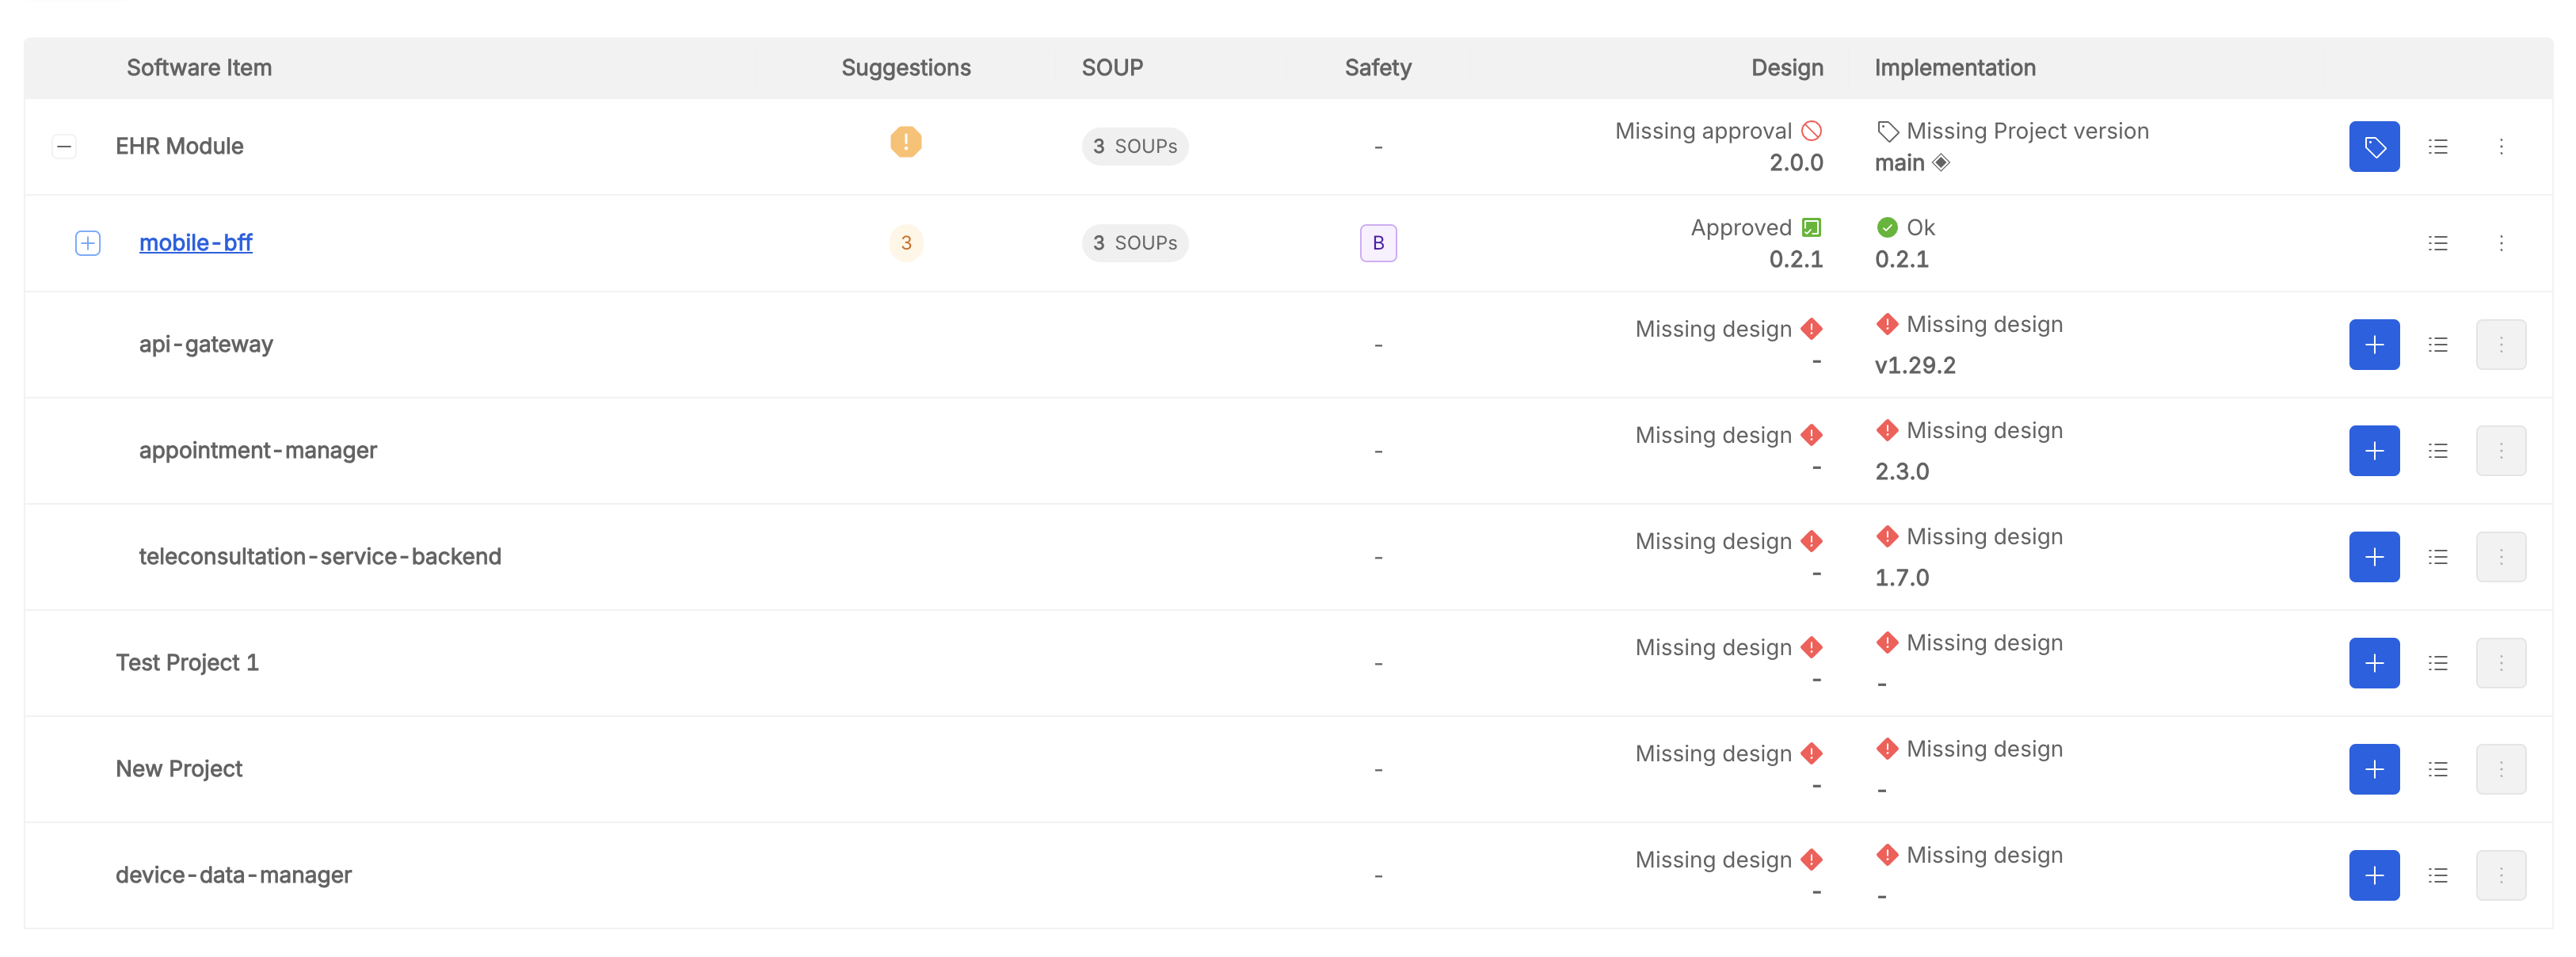 Software Item Suggestions SOUP Safety Design Implementation
EHR Module 3 SOUPs - Missing approval Missing Project version
2.0.0 main
mobile-bff 3 3 SOUPs B Approved Ok
0.2.1 0.2.1
api-gateway - Missing design Missing design
- v1.29.2
appointment-manager - Missing design Missing design
- 2.3.0
teleconsultation-service-backend - Missing design Missing design
- 1.7.0
Test Project 1 - Missing design Missing design
- -
New Project - Missing design Missing design
- -
device-data-manager - Missing design Missing design
- -